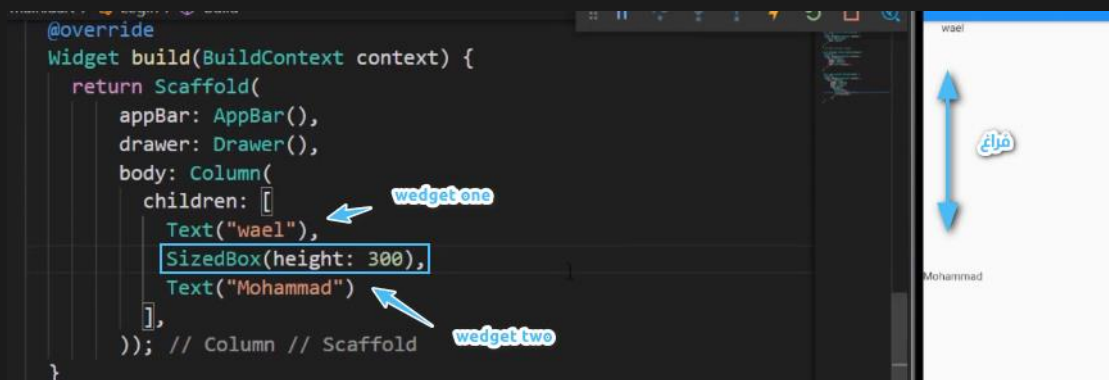 @override
Widget build(BuildContext context) {
return Scaffold(
appBar: AppBar(),
drawer: Drawer(),
body: Column(
children: [
wedget one
Text("wael"),
SizedBox(height: 300),
Text("Mohammad")
],
wedget two
)); // Column // Scaffold
}
wael
فراغ
Mohammad